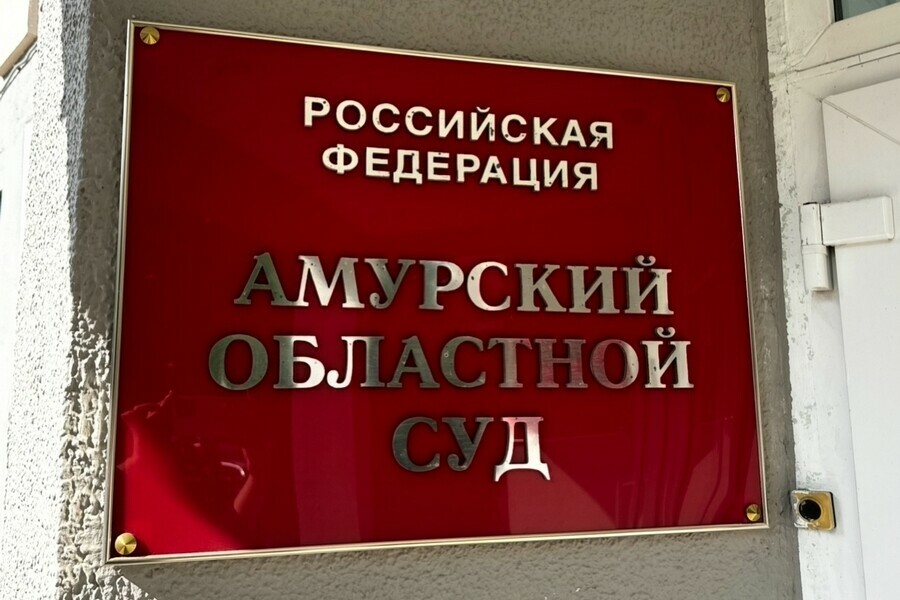 РОССИЙСКАЯ
ФЕДЕРАЦИЯ
АМУРСКИЙ
ОБЛАСТНОЙ
СУД